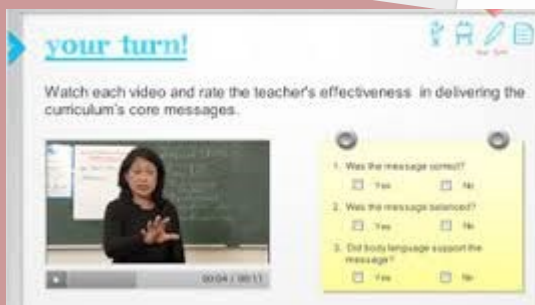 your turn!
Your Turn
Watch each video and rate the teacher's effectiveness in delivering the
curriculum's core messages.
1. Was the message correct?
Yes No
2. Was the message balanced?
Yes No
3. Did body language support the
message?
Yes No
00:04 / 00:11